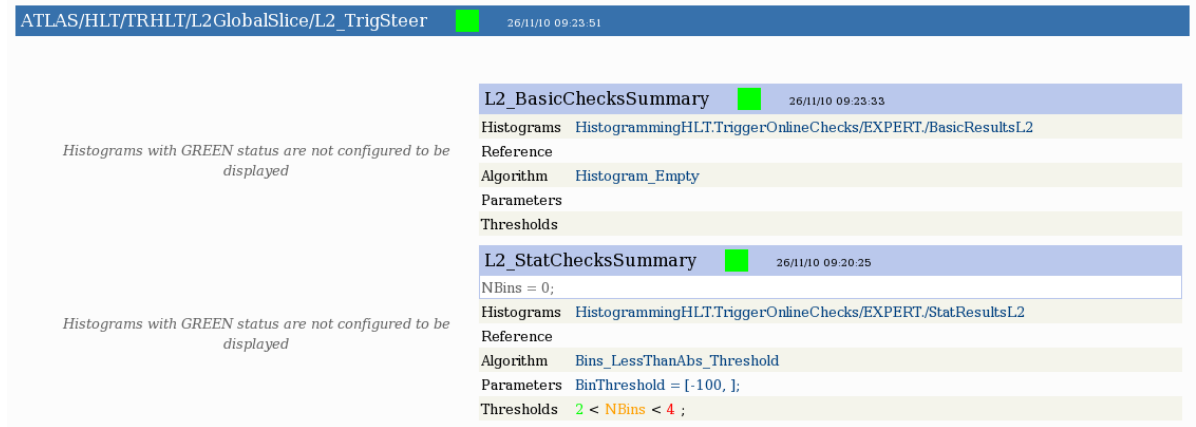 ATLAS/HLT/TRHLT/L2GlobalSlice/L2_TrigSteer 26/11/10 09:23:51
Histograms with GREEN status are not configured to be
displayed
L2_BasicChecksSummary 26/11/10 09:23:33
Histograms HistogrammingHLT.TriggerOnlineChecks/EXPERT./BasicResultsL2
Reference
Algorithm Histogram_Empty
Parameters
Thresholds
Histograms with GREEN status are not configured to be
displayed
L2_StatChecksSummary 26/11/10 09:20:25
NBins = 0;
Histograms HistogrammingHLT.TriggerOnlineChecks/EXPERT./StatResultsL2
Reference
Algorithm Bins_LessThanAbs_Threshold
Parameters BinThreshold = [-100, ];
Thresholds 2 < NBins < 4 ;